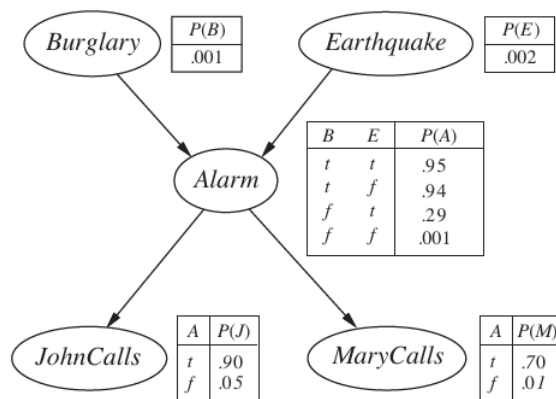 Burglary
P(B)
.001
Earthquake
P(E)
.002
Alarm
B E P(A)
t t .95
t f .94
f t .29
f f .001
JohnCalls
A P(J)
t .90
f .05
MaryCalls
A P(M)
t .70
f .01